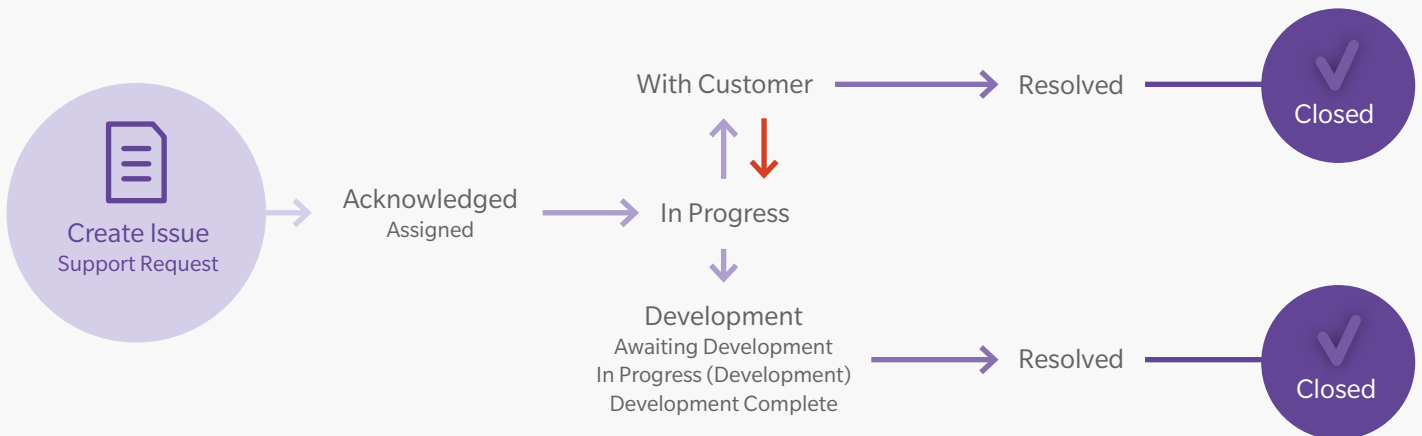 Create Issue
Support Request
Acknowledged
Assigned
With Customer
In Progress
Development
Awaiting Development
In Progress (Development)
Development Complete
Resolved
Closed
Resolved
Closed